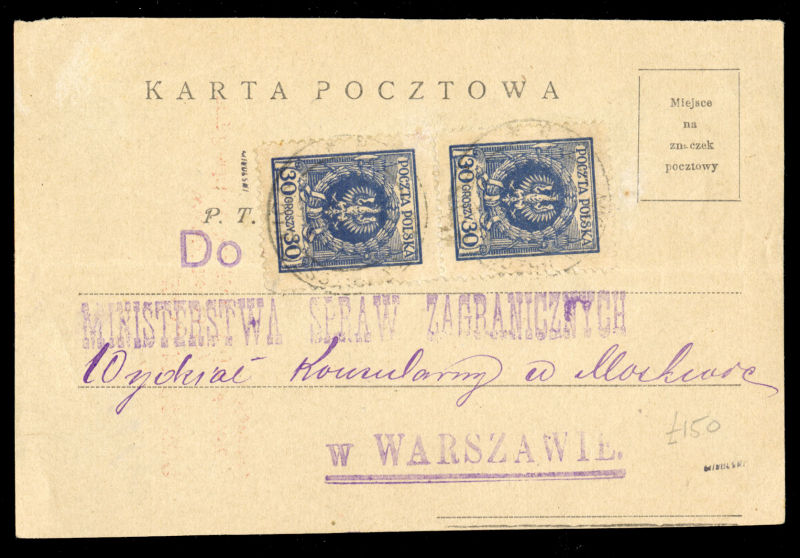 KARTA POCZTOWA
Miejsce
na
znaczek
pocztowy
POCZTA POLSKA
30 GROSZY 30
POCZTA POLSKA
30 GROSZY 30
P. T.
Do
MINISTERSTWA SPRAW ZAGRANICZNYCH
Wydział Konsularny w Moskwie
w WARSZAWIE.
£150